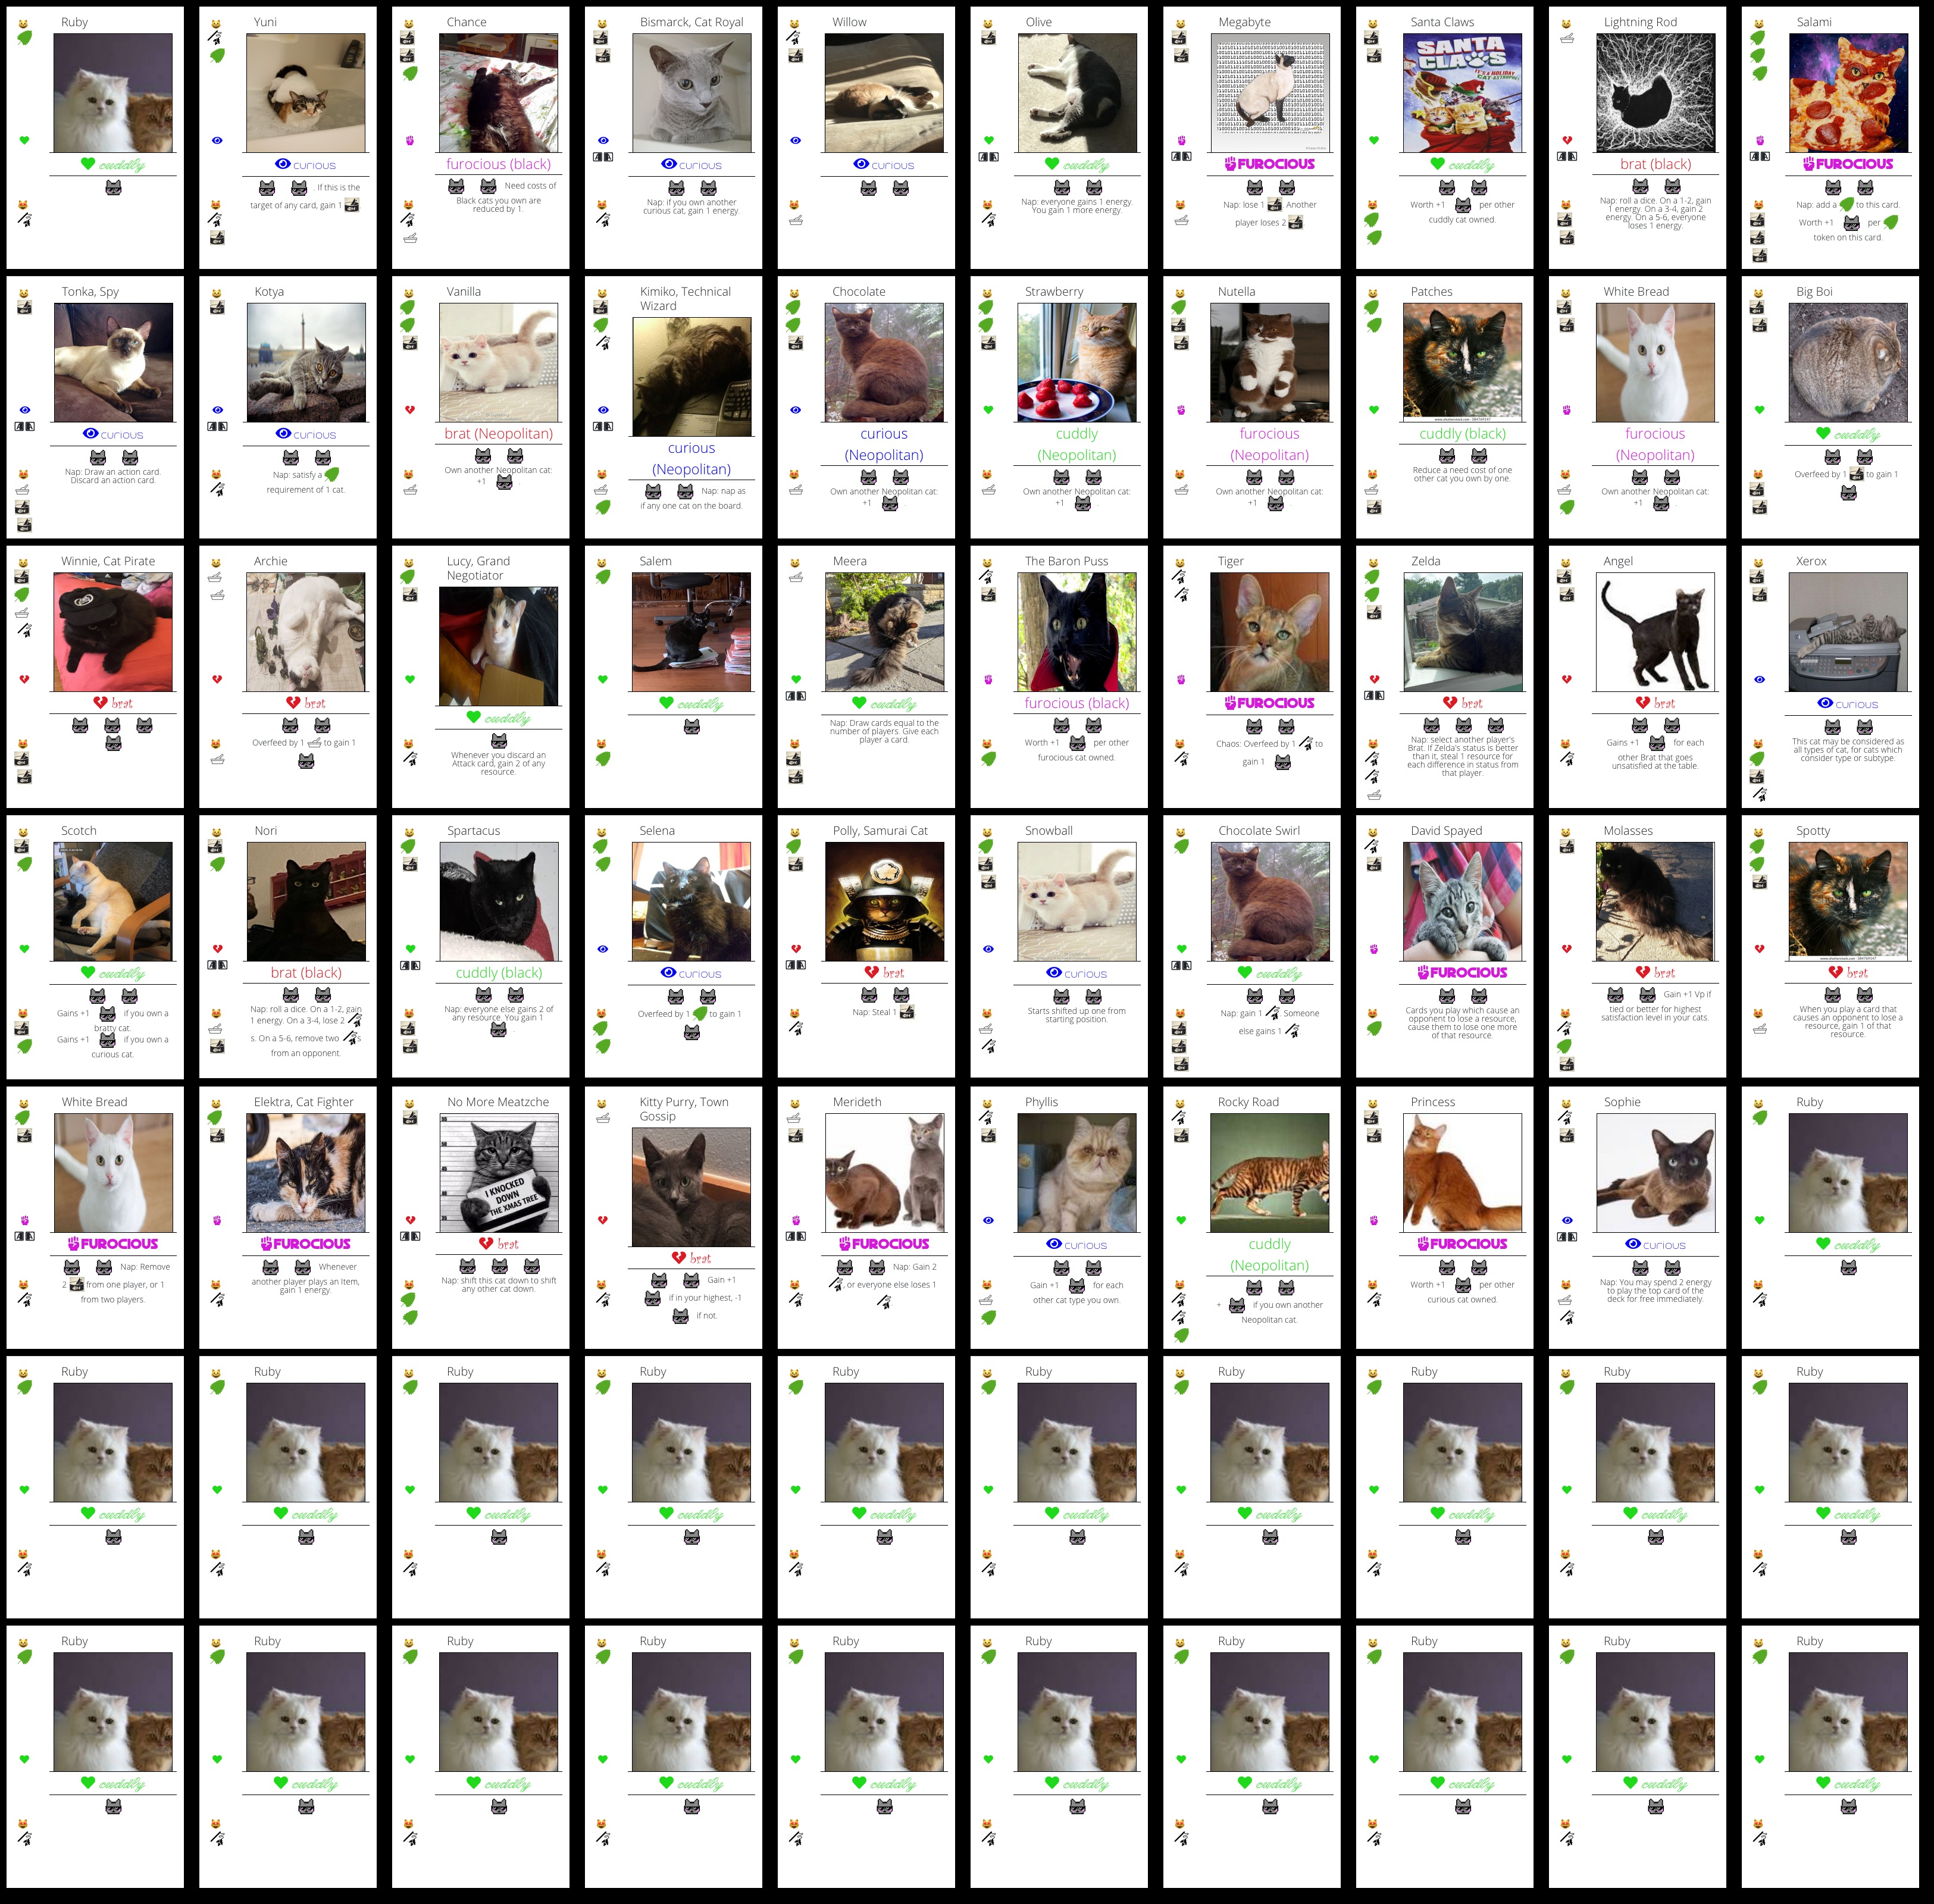 Ruby
cuddly
Yuni
curious
. If this is the
target of any card, gain 1
Chance
furocious (black)
Need costs of
Black cats you own are
reduced by 1.
Bismarck, Cat Royal
curious
Nap: if you own another
curious cat, gain 1 energy.
Willow
curious
Olive
cuddly
Nap: everyone gains 1 energy.
You gain 1 more energy.
Megabyte
FUROCIOUS
Nap: lose 1 . Another
player loses 2
Santa Claws
SANTA
CLAWS
cuddly
Worth +1 per other
cuddly cat owned.
Lightning Rod
brat (black)
Nap: roll a dice. On a 1-2, gain
1 energy. On a 3-4, gain 2
energy. On a 5-6, everyone
loses 1 energy.
Salami
FUROCIOUS
Nap: add a to this card.
Worth +1 per
token on this card.
Tonka, Spy
curious
Nap: Draw an action card.
Discard an action card.
Kotya
curious
Nap: satisfy a
requirement of 1 cat.
Vanilla
brat (Neopolitan)
Own another Neopolitan cat:
+1 .
Kimiko, Technical
Wizard
curious
(Neopolitan)
Nap: nap as
if any one cat on the board.
Chocolate
curious
(Neopolitan)
Own another Neopolitan cat:
+1 .
Strawberry
cuddly
(Neopolitan)
Own another Neopolitan cat:
+1 .
Nutella
furocious
(Neopolitan)
Own another Neopolitan cat:
+1 .
Patches
cuddly (black)
Reduce a need cost of one
other cat you own by one.
White Bread
furocious
(Neopolitan)
Own another Neopolitan cat:
+1 .
Big Boi
cuddly
Overfeed by 1 to gain 1
Winnie, Cat Pirate
brat
Archie
brat
Overfeed by 1 to gain 1
Lucy, Grand
Negotiator
cuddly
Whenever you discard an
Attack card, gain 2 of any
resource.
Salem
cuddly
Meera
cuddly
Nap: Draw cards equal to the
number of players. Give each
player a card.
The Baron Puss
furocious (black)
Worth +1 per other
furocious cat owned.
Tiger
FUROCIOUS
Chaos: Overfeed by 1 to
gain 1
Zelda
brat
Nap: select another player's
Brat. If Zelda's status is better
than it, steal 1 resource for
each difference in status from
that player.
Angel
brat
Gains +1 for each
other Brat that goes
unsatisfied at the table.
Xerox
curious
This cat may be considered as
all types of cat, for cats which
consider type or subtype.
Scotch
cuddly
Gains +1 if you own a
bratty cat.
Gains +1 if you own a
curious cat.
Nori
brat (black)
Nap: roll a dice. On a 1-2, gain
1 energy. On a 3-4, lose 2
s. On a 5-6, remove two s
from an opponent.
Spartacus
cuddly (black)
Nap: everyone else gains 2 of
any resource. You gain 1
.
Selena
curious
Overfeed by 1 to gain 1
Polly, Samurai Cat
brat
Nap: Steal 1
Snowball
curious
Starts shifted up one from
starting position.
Chocolate Swirl
cuddly
Nap: gain 1 . Someone
else gains 1
David Spayed
FUROCIOUS
Cards you play which cause an
opponent to lose a resource,
cause them to lose one more
of that resource.
Molasses
brat
Gain +1 Vp if
tied or better for highest
satisfaction level in your cats.
Spotty
brat
When you play a card that
causes an opponent to lose a
resource, gain 1 of that
resource.
White Bread
FUROCIOUS
Nap: Remove
2 from one player, or 1
from two players.
Elektra, Cat Fighter
FUROCIOUS
Whenever
another player plays an Item,
gain 1 energy.
No More Meatzche
I KNOCKED
DOWN
THE XMAS TREE
brat
Nap: shift this cat down to shift
any other cat down.
Kitty Purry, Town
Gossip
brat
Gain +1
if in your highest, -1
if not.
Merideth
FUROCIOUS
Nap: Gain 2
, or everyone else loses 1
Phyllis
curious
Gain +1 for each
other cat type you own.
Rocky Road
cuddly
(Neopolitan)
+ if you own another
Neopolitan cat.
Princess
FUROCIOUS
Worth +1 per other
curious cat owned.
Sophie
curious
Nap: You may spend 2 energy
to play the top card of the
deck for free immediately.
Ruby
cuddly
Ruby
cuddly
Ruby
cuddly
Ruby
cuddly
Ruby
cuddly
Ruby
cuddly
Ruby
cuddly
Ruby
cuddly
Ruby
cuddly
Ruby
cuddly
Ruby
cuddly
Ruby
cuddly
Ruby
cuddly
Ruby
cuddly
Ruby
cuddly
Ruby
cuddly
Ruby
cuddly
Ruby
cuddly
Ruby
cuddly
Ruby
cuddly
Ruby
cuddly